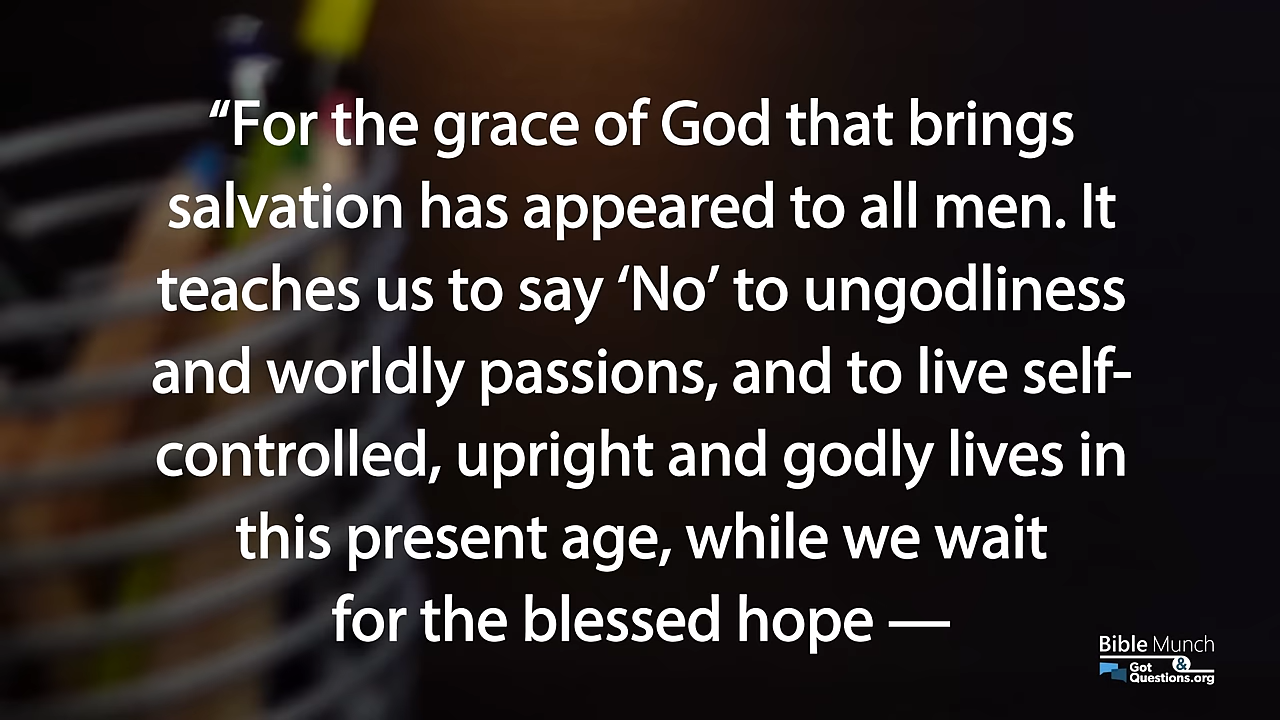 “For the grace of God that brings
salvation has appeared to all men. It
teaches us to say ‘No’ to ungodliness
and worldly passions, and to live self-
controlled, upright and godly lives in
this present age, while we wait
for the blessed hope —
Bible Munch
&
Got
Questions.org